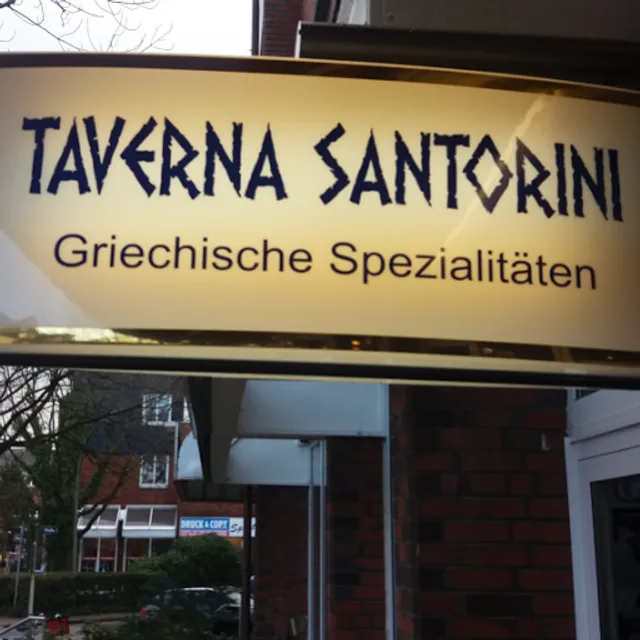 TAVERNA SANTORINI
Griechische Spezialitäten
DRUCK & COPY